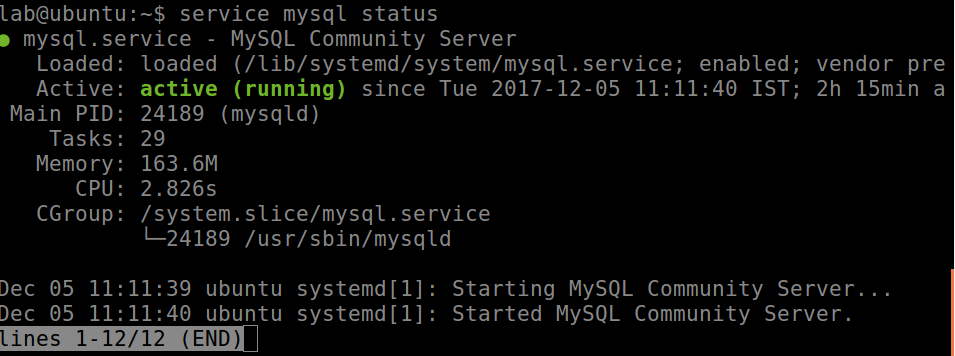 lab@ubuntu:~$ service mysql status
● mysql.service - MySQL Community Server
   Loaded: loaded (/lib/systemd/system/mysql.service; enabled; vendor pre
   Active: active (running) since Tue 2017-12-05 11:11:40 IST; 2h 15min a
 Main PID: 24189 (mysqld)
    Tasks: 29
   Memory: 163.6M
      CPU: 2.826s
   CGroup: /system.slice/mysql.service
           └─24189 /usr/sbin/mysqld
Dec 05 11:11:39 ubuntu systemd[1]: Starting MySQL Community Server...
Dec 05 11:11:40 ubuntu systemd[1]: Started MySQL Community Server.
lines 1-12/12 (END)